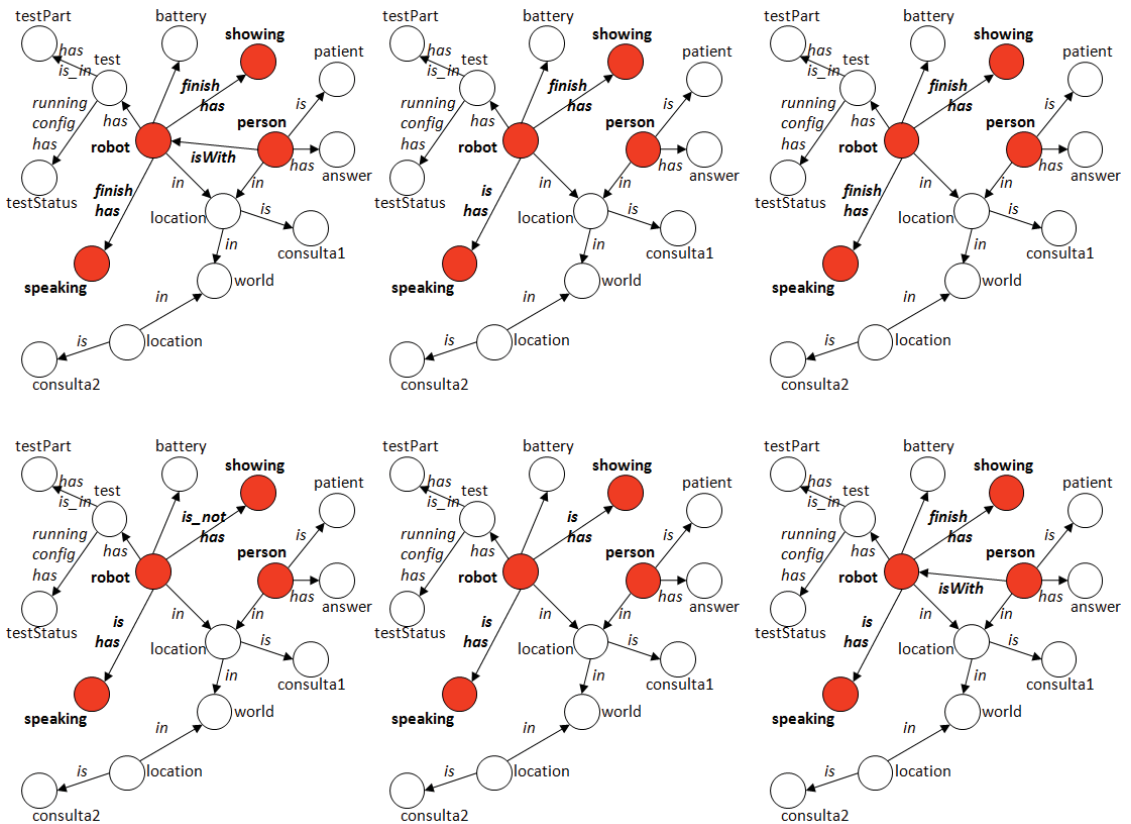 testPart battery
showing
has test patient
is_in finish
has is
running
config has person
has robot isWith has answer
finish in in
testStatus has location is
in consulta1
speaking world
in
is location
consulta2
testPart battery
showing
has test patient
is_in finish
has is
running
config has person
has robot has answer
is in in
testStatus has location is
in consulta1
speaking world
in
is location
consulta2
testPart battery
showing
has test patient
is_in finish
has is
running
config has person
has robot has answer
finish in in
testStatus has location is
in consulta1
speaking world
in
is location
consulta2
testPart battery
showing
has test patient
is_in is_not
has is
running
config has person
has robot has answer
is in in
testStatus has location is
in consulta1
speaking world
in
is location
consulta2
testPart battery
showing
has test patient
is_in is
has is
running
config has person
has robot has answer
is in in
testStatus has location is
in consulta1
speaking world
in
is location
consulta2
testPart battery
showing
has test patient
is_in finish
has is
running
config has person
has robot isWith has answer
is in in
testStatus has location is
in consulta1
speaking world
in
is location
consulta2